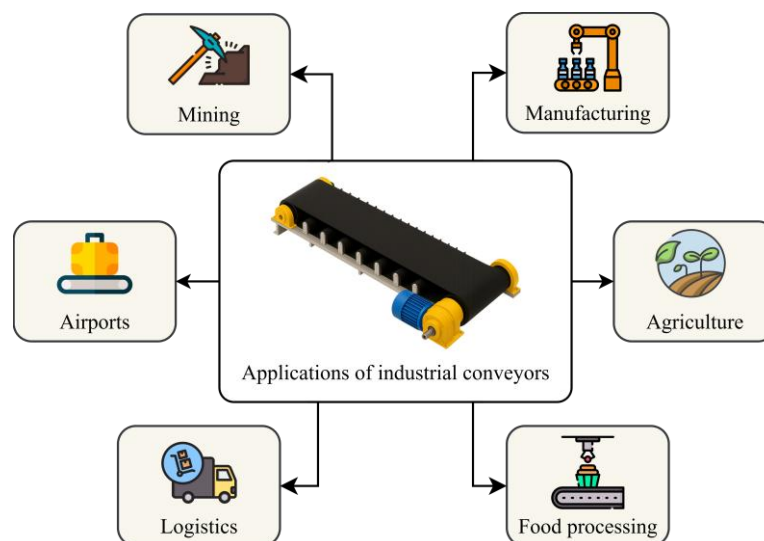 Mining
Manufacturing
Airports
Applications of industrial conveyors
Agriculture
Logistics
Food processing